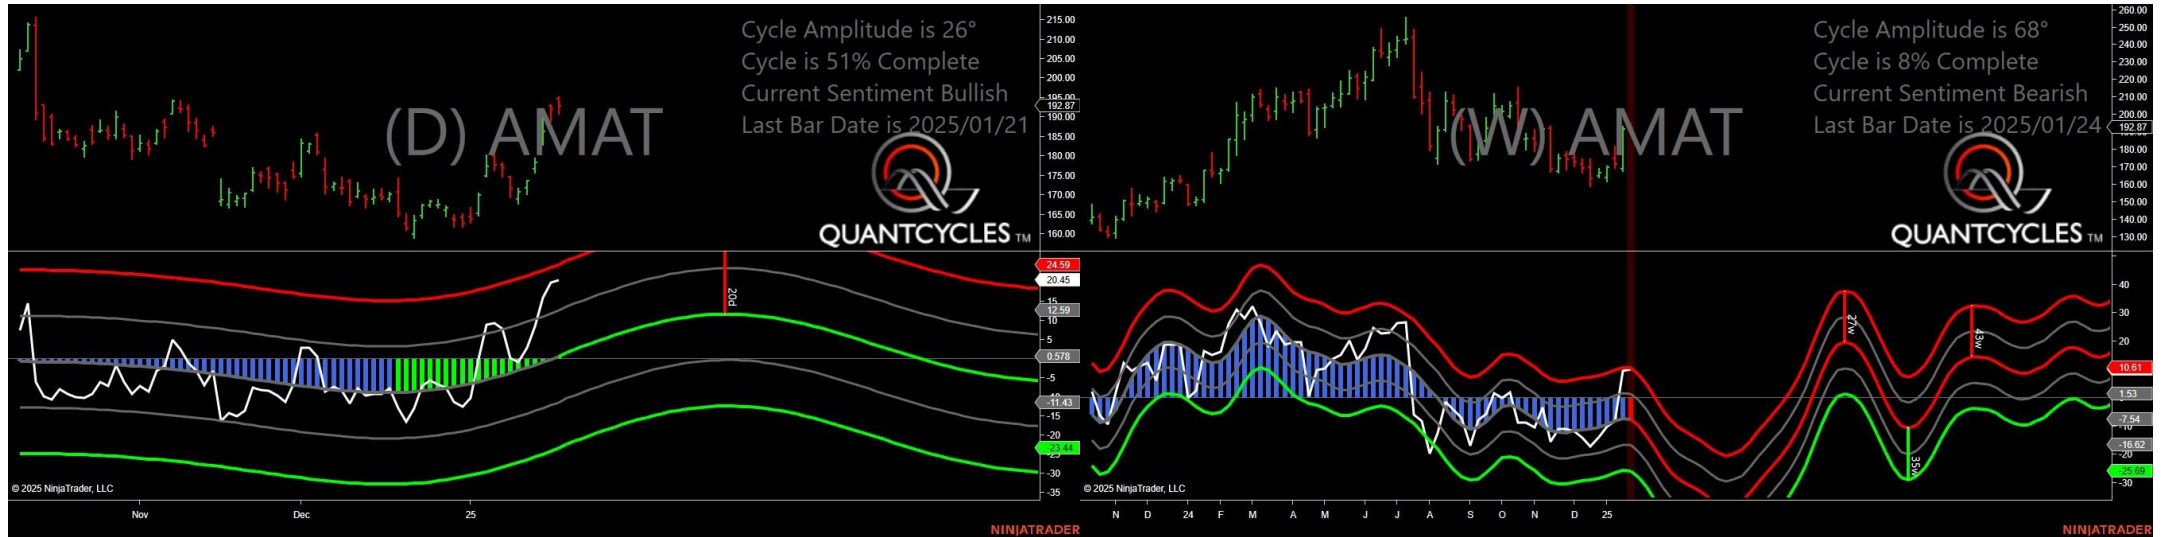 215.00
210.00
205.00
200.00
195.00
192.87
190.00
185.00
180.00
175.00
170.00
165.00
160.00
Cycle Amplitude is 26°
Cycle is 51% Complete
Current Sentiment Bullish
Last Bar Date is 2025/01/21
(D) AMAT
QUANTCYCLES TM
24.59
20.45
15
12.59
10
5
0.578
-5
-11.43
-15
-20
-23.44
-30
-35
20d
© 2025 NinjaTrader, LLC
Nov
Dec
25
NINJATRADER
260.00
250.00
240.00
230.00
220.00
210.00
200.00
192.87
180.00
170.00
160.00
150.00
140.00
130.00
Cycle Amplitude is 68°
Cycle is 8% Complete
Current Sentiment Bearish
Last Bar Date is 2025/01/24
(W) AMAT
QUANTCYCLES TM
40
30
20
10.61
1.53
-7.54
-10
-16.62
-20
-25.69
-30
27w
43w
35w
© 2025 NinjaTrader, LLC
N D 24 F M A M J J A S O N D 25
NINJATRADER